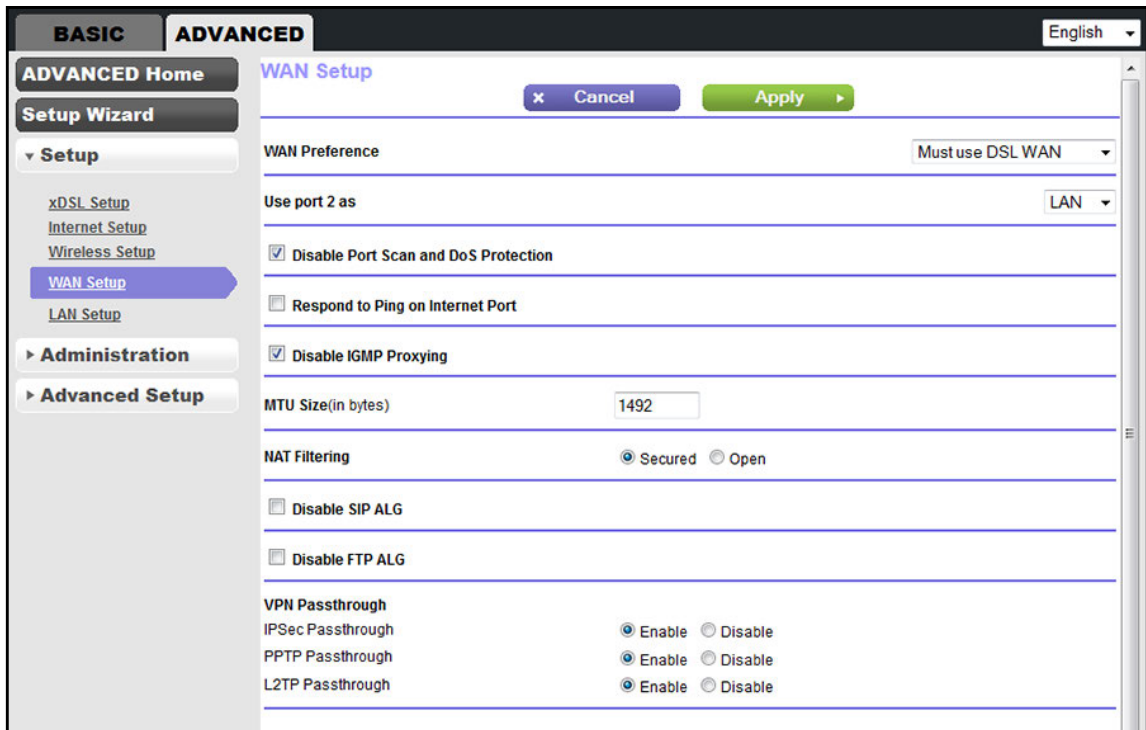 BASIC
ADVANCED
English
ADVANCED Home
Setup Wizard
Setup
xDSL Setup
Internet Setup
Wireless Setup
WAN Setup
LAN Setup
Administration
Advanced Setup
WAN Setup
x Cancel
Apply
WAN Preference
Must use DSL WAN
Use port 2 as
LAN
Disable Port Scan and DoS Protection
Respond to Ping on Internet Port
Disable IGMP Proxying
MTU Size(in bytes)
1492
NAT Filtering
Secured Open
Disable SIP ALG
Disable FTP ALG
VPN Passthrough
IPSec Passthrough
Enable Disable
PPTP Passthrough
Enable Disable
L2TP Passthrough
Enable Disable